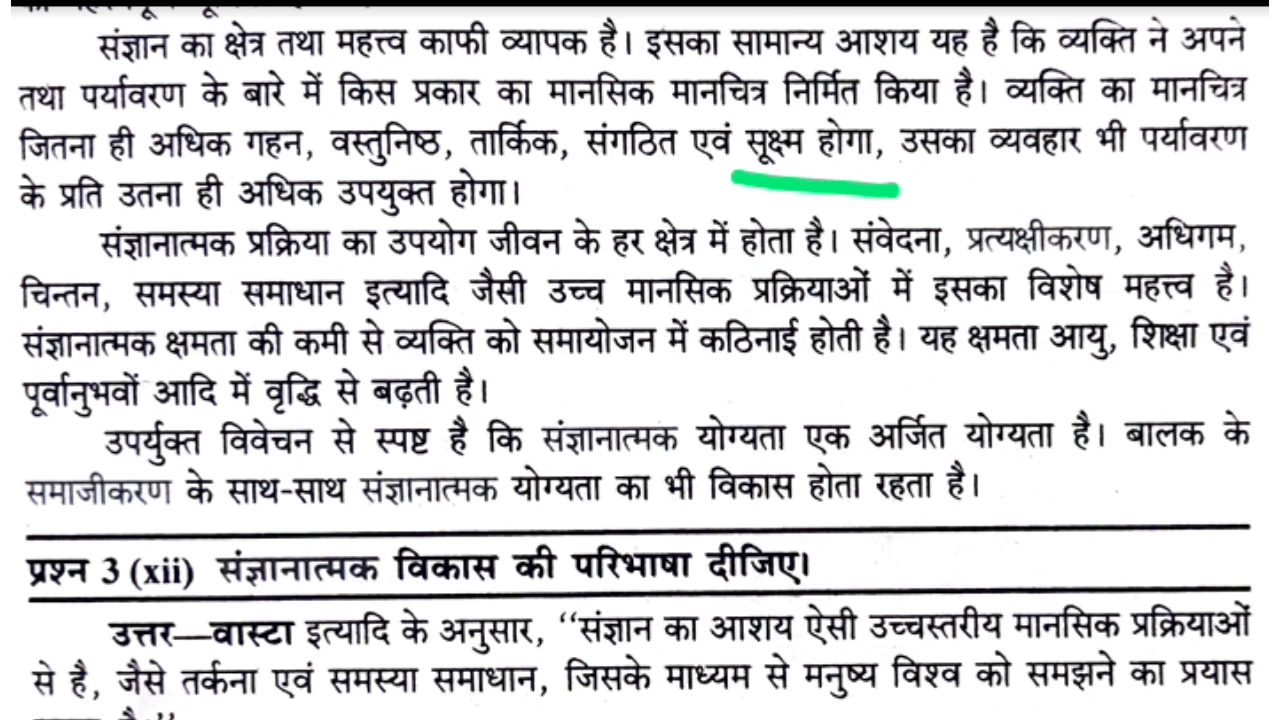 संज्ञान का क्षेत्र तथा महत्त्व काफी व्यापक है। इसका सामान्य आशय यह है कि व्यक्ति ने अपने
तथा पर्यावरण के बारे में किस प्रकार का मानसिक मानचित्र निर्मित किया है। व्यक्ति का मानचित्र
जितना ही अधिक गहन, वस्तुनिष्ठ, तार्किक, संगठित एवं सूक्ष्म होगा, उसका व्यवहार भी पर्यावरण
के प्रति उतना ही अधिक उपयुक्त होगा।
संज्ञानात्मक प्रक्रिया का उपयोग जीवन के हर क्षेत्र में होता है। संवेदना, प्रत्यक्षीकरण, अधिगम,
चिन्तन, समस्या समाधान इत्यादि जैसी उच्च मानसिक प्रक्रियाओं में इसका विशेष महत्त्व है।
संज्ञानात्मक क्षमता की कमी से व्यक्ति को समायोजन में कठिनाई होती है। यह क्षमता आयु, शिक्षा एवं
पूर्वानुभवों आदि में वृद्धि से बढ़ती है।
उपर्युक्त विवेचन से स्पष्ट है कि संज्ञानात्मक योग्यता एक अर्जित योग्यता है। बालक के
समाजीकरण के साथ-साथ संज्ञानात्मक योग्यता का भी विकास होता रहता है।
प्रश्न 3 (xii) संज्ञानात्मक विकास की परिभाषा दीजिए।
उत्तर—वास्टा इत्यादि के अनुसार, ‘‘संज्ञान का आशय ऐसी उच्चस्तरीय मानसिक प्रक्रियाओं
से है, जैसे तर्कना एवं समस्या समाधान, जिसके माध्यम से मनुष्य विश्व को समझने का प्रयास